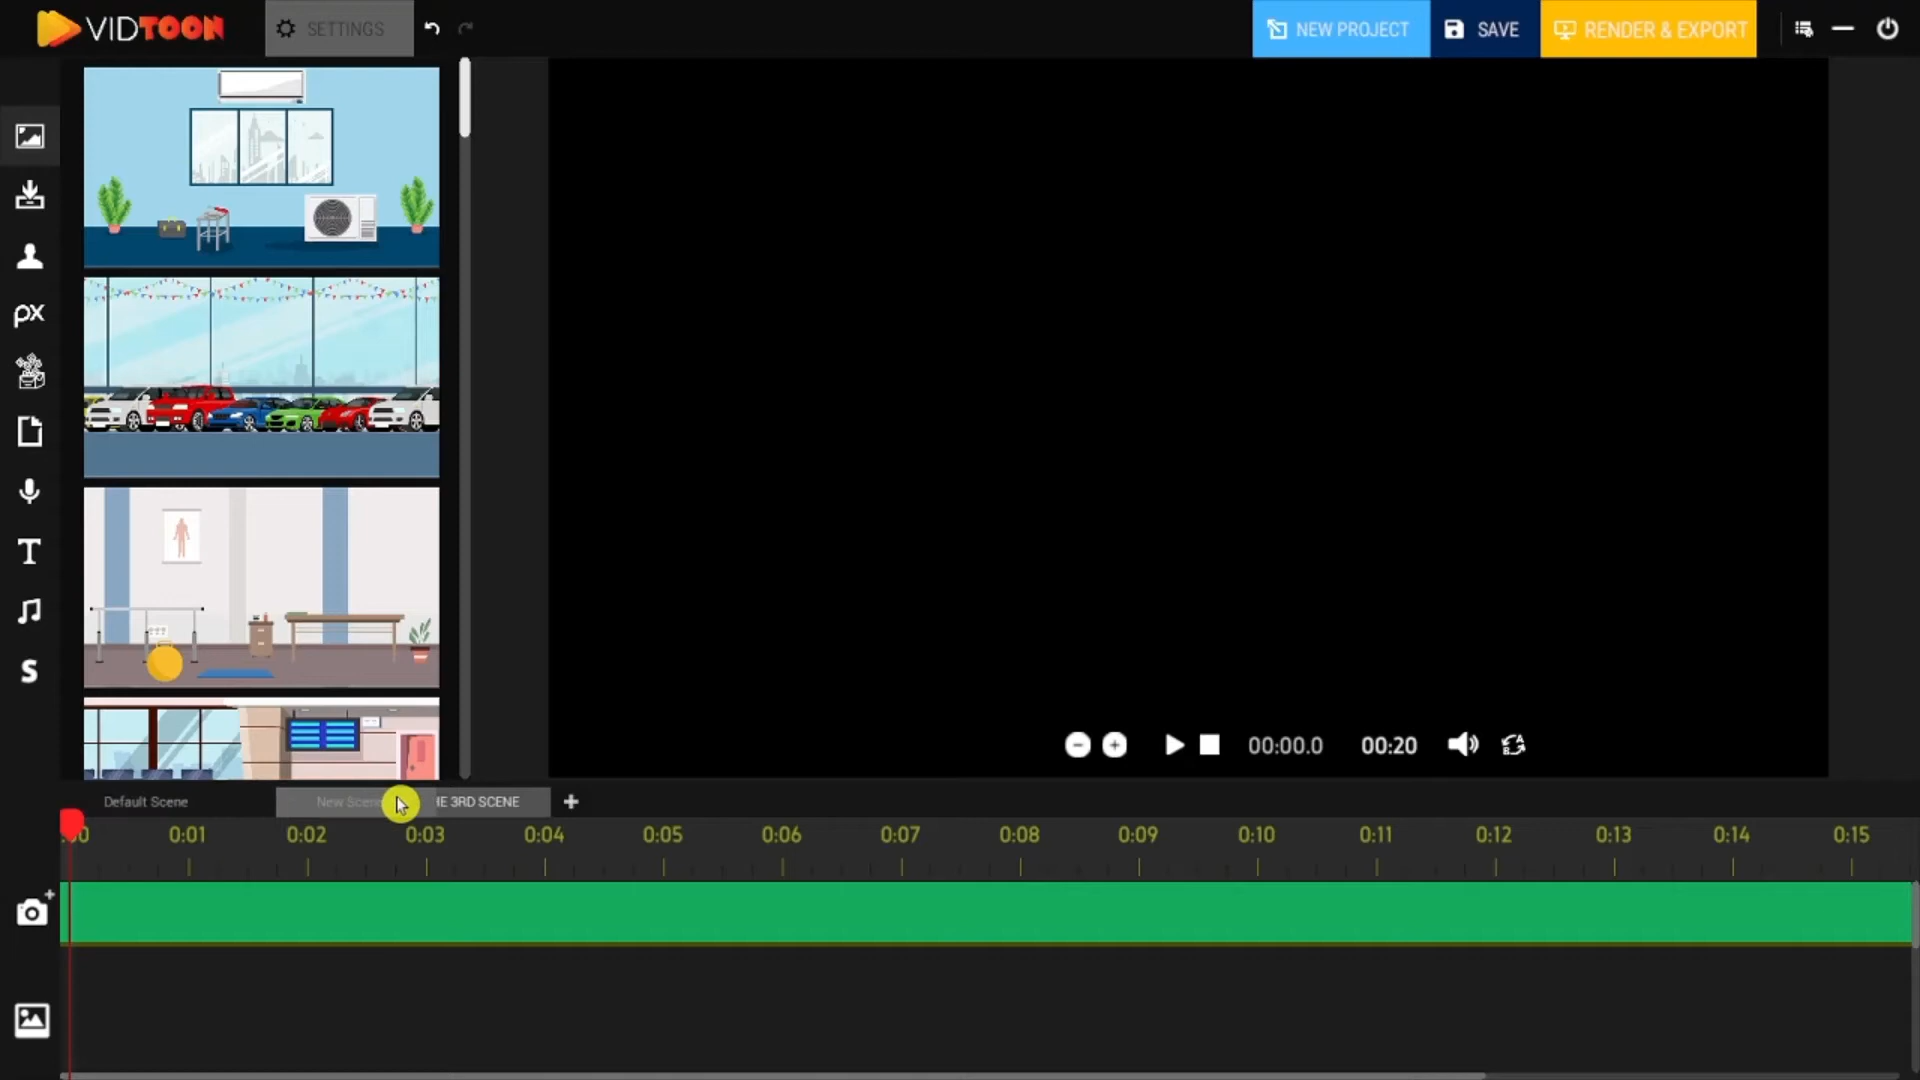 VIDTOON
SETTINGS
NEW PROJECT
SAVE
RENDER & EXPORT
px
T
S
00:00.0
00:20
Default Scene
New Scen
HE 3RD SCENE
0:01
0:02
0:03
0:04
0:05
0:06
0:07
0:08
0:09
0:10
0:11
0:12
0:13
0:14
0:15